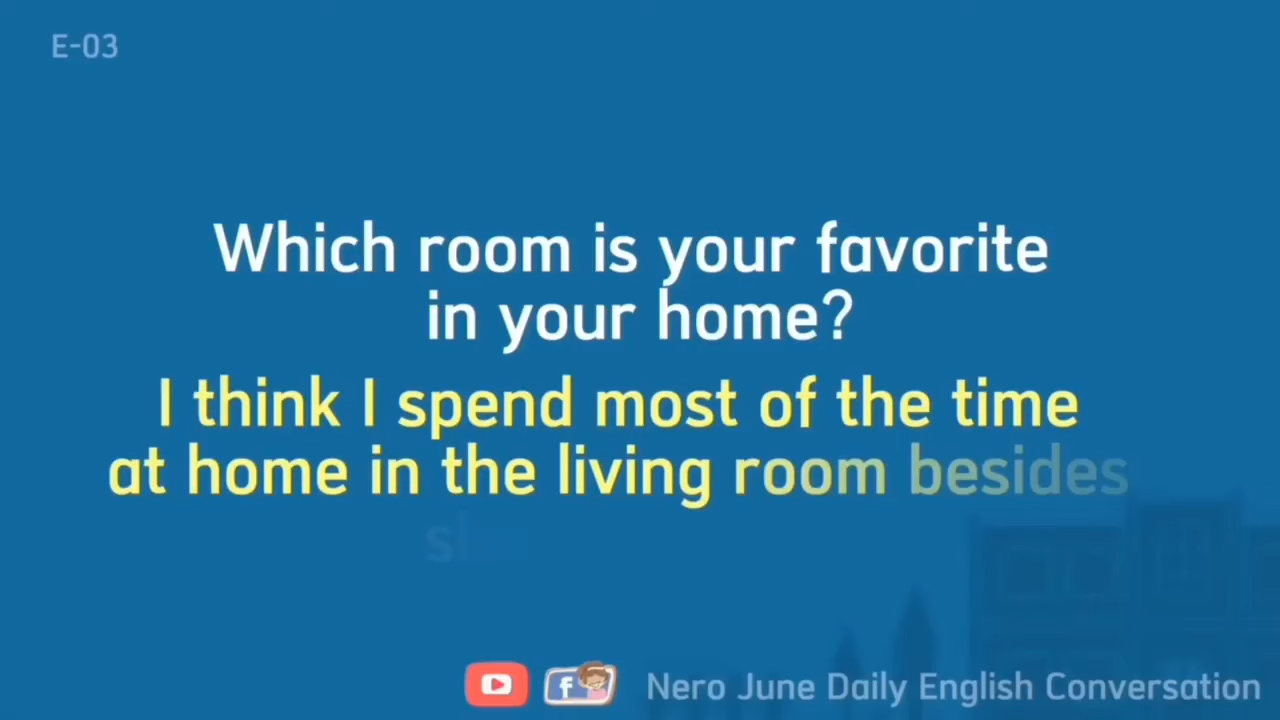 E-03
Which room is your favorite
in your home?
I think I spend most of the time
at home in the living room besides
Nero June Daily English Conversation